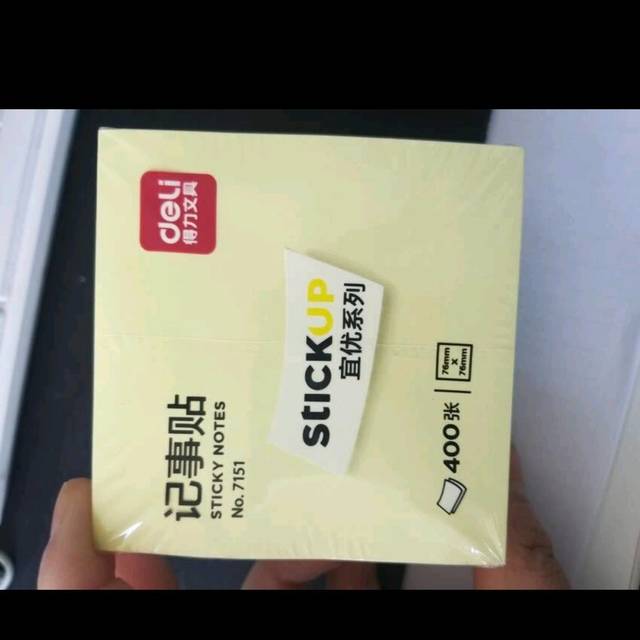 deli
得力文具
记事贴
STICKY NOTES
No. 7151
STICKUP
宜优系列
400张
76mm
x
76mm